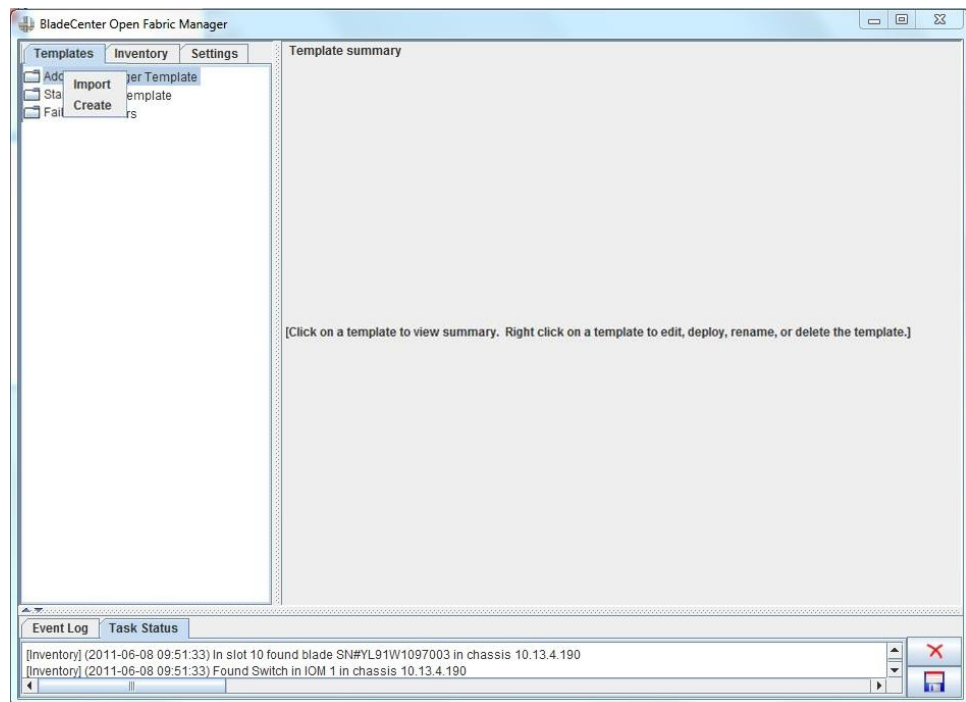 BladeCenter Open Fabric Manager
Templates Inventory Settings
Template summary
Import
Create
Template
[Click on a template to view summary. Right click on a template to edit, deploy, rename, or delete the template.]
Event Log Task Status
[Inventory] (2011-06-08 09:51:33) In slot 10 found blade SN#YL91W1097003 in chassis 10.13.4.190
[Inventory] (2011-06-08 09:51:33) Found Switch in IOM 1 in chassis 10.13.4.190